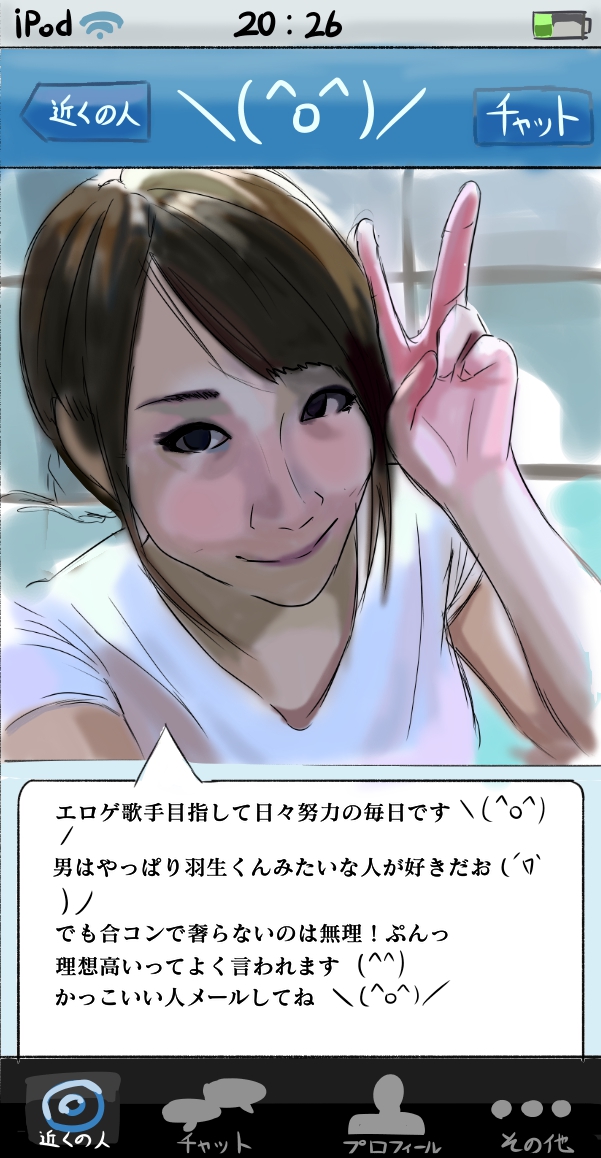 iPod 20：26
近くの人 ＼(^o^)／ チャット
エロゲ歌手目指して日々努力の毎日です＼(^o^)
／
男はやっぱり羽生くんみたいな人が好きだお(´∇`
)ノ
でも合コンで奢らないのは無理！ぷんっ
理想高いってよく言われます (^^)
かっこいい人メールしてね ＼(^o^)／
近くの人 チャット プロフィール その他